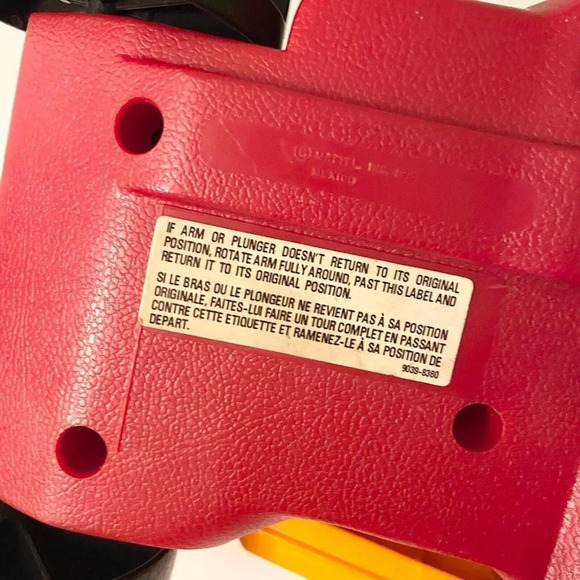 ©
MEXICO
IF ARM OR PLUNGER DOESN'T RETURN TO ITS ORIGINAL
POSITION, ROTATE ARM FULLY AROUND, PAST THIS LABEL AND
RETURN IT TO ITS ORIGINAL POSITION.
SI LE BRAS OU LE PLONGEUR NE REVIENT PAS À SA POSITION
ORIGINALE, FAITES-LUI FAIRE UN TOUR COMPLET EN PASSANT
CONTRE CETTE ETIQUETTE ET RAMENEZ-LE À SA POSITION DE
DEPART.
9039-8380